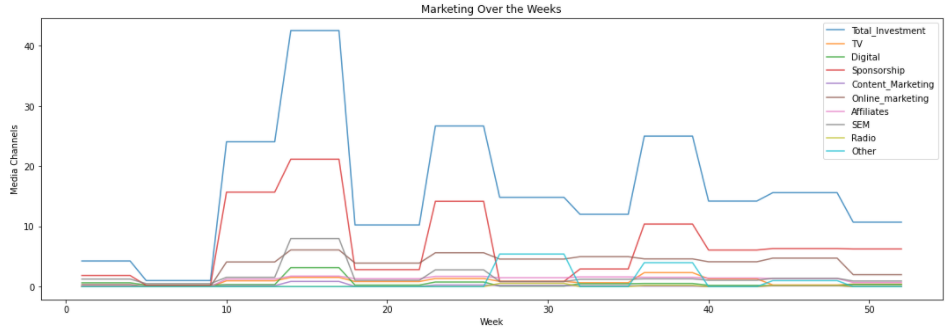 Marketing Over the Weeks
Total_Investment
TV
Digital
Sponsorship
Content_Marketing
Online_marketing
Affiliates
SEM
Radio
Other
Media Channels
40
30
20
10
0
0
10
20
30
40
50
Week